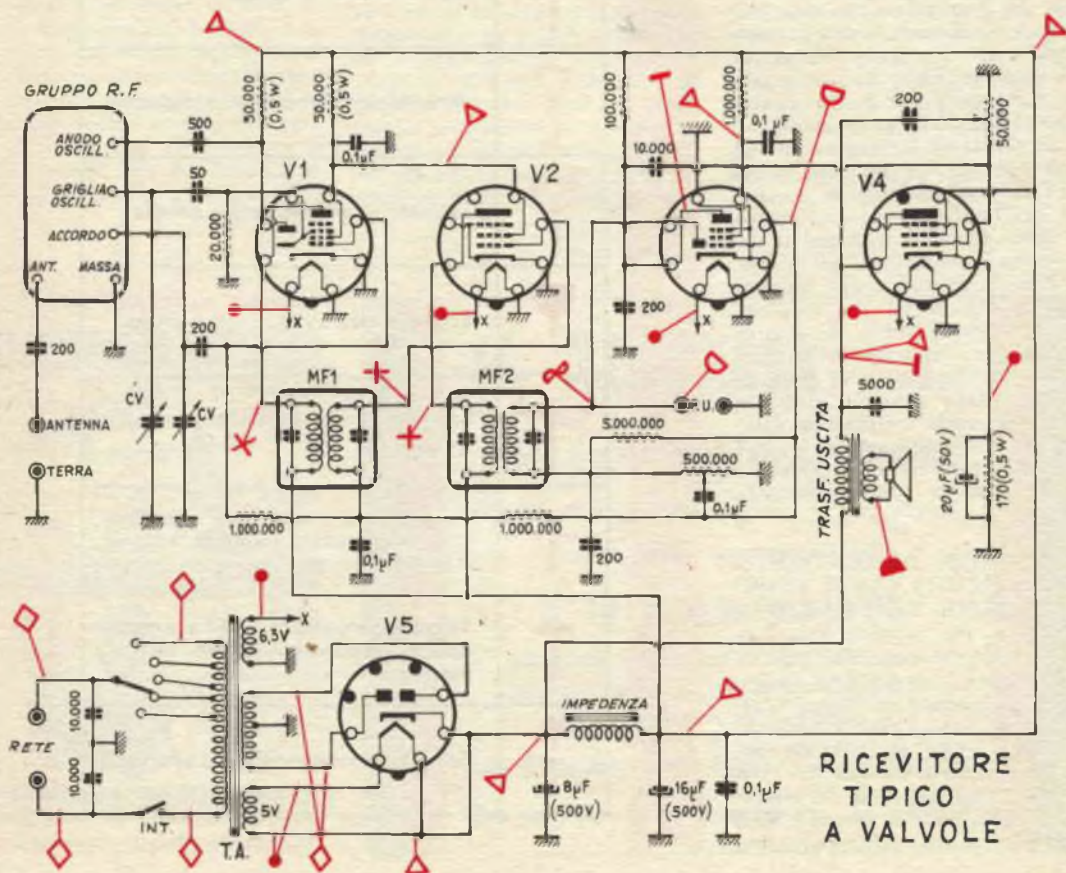 GRUPPO R.F.
ANODO
OSCILL.
GRIGLIA
OSCILL.
ACCORDO
ANT.
MASSA
500
50
50.000
(0,5 W)
50.000
(0,5 W)
0,1µF
V1
V2
20.000
200
200
CV
CV
ANTENNA
TERRA
X
X
X
X
100.000
1.000.000
0,1 µF
10.000
200
V4
200
50.000
MF1
MF2
F.U.
5000
5.000.000
500.000
0,1µF
TRASF. USCITA
20µF(50V)
170(0,5W)
1.000.000
0,1µF
1.000.000
200
X
6,3V
V5
10.000
10.000
RETE
INT.
5V
T.A.
IMPEDENZA
8µF
(500V)
16µF
(500V)
0,1µF
RICEVITORE
TIPICO
A VALVOLE